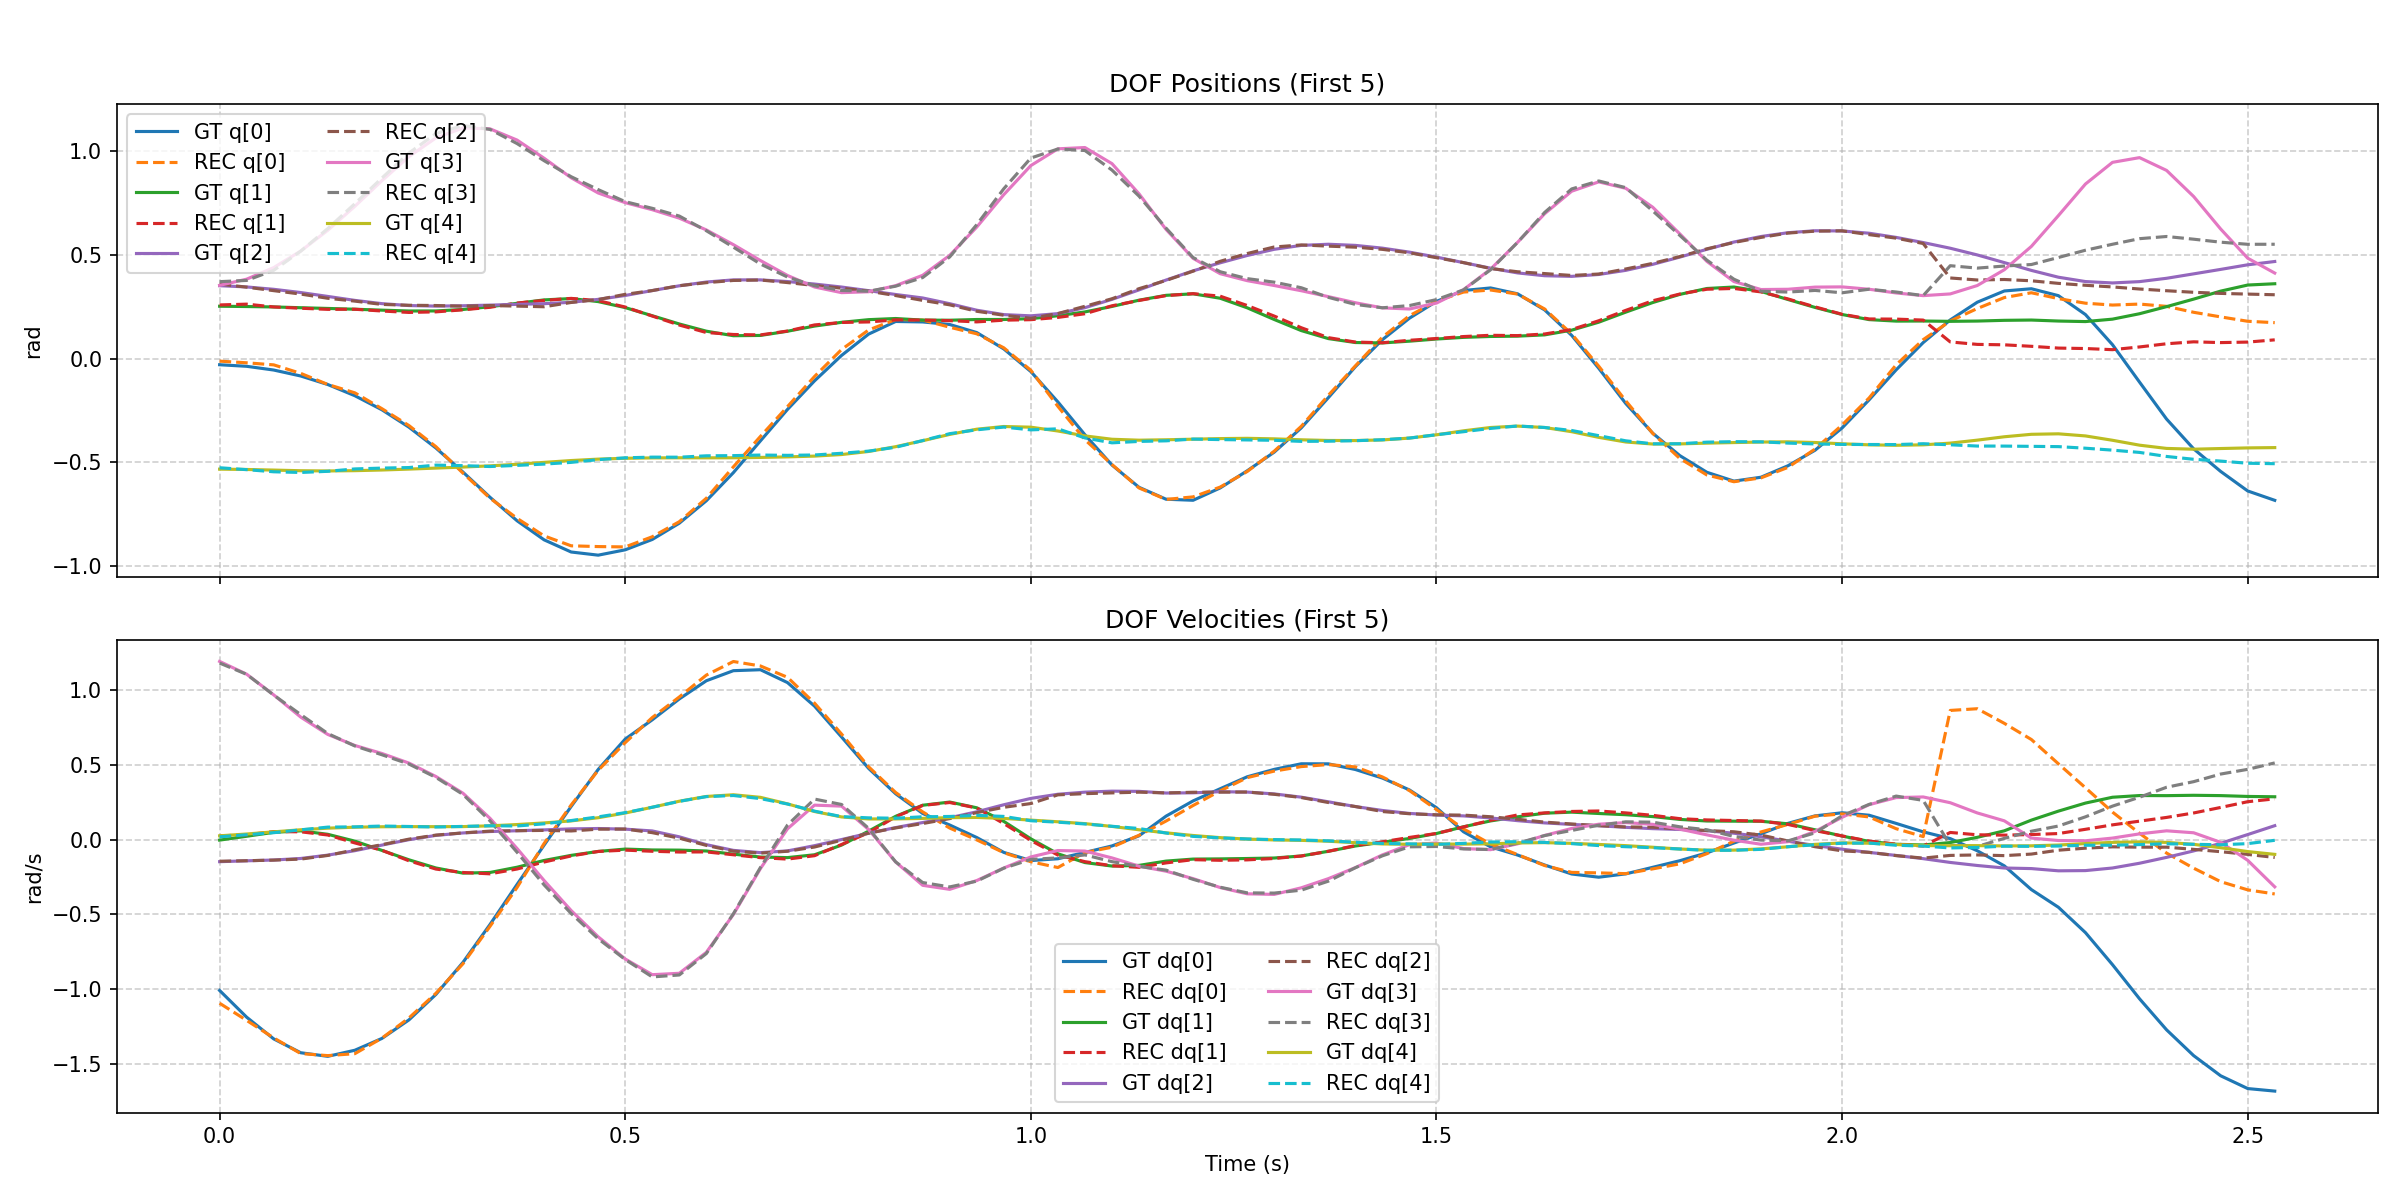 DOF Positions (First 5)
rad
1.0
0.5
0.0
−0.5
−1.0
GT q[0]
REC q[0]
GT q[1]
REC q[1]
GT q[2]
REC q[2]
GT q[3]
REC q[3]
GT q[4]
REC q[4]
DOF Velocities (First 5)
rad/s
1.0
0.5
0.0
−0.5
−1.0
−1.5
GT dq[0]
REC dq[0]
GT dq[1]
REC dq[1]
GT dq[2]
REC dq[2]
GT dq[3]
REC dq[3]
GT dq[4]
REC dq[4]
0.0 0.5 1.0 1.5 2.0 2.5
Time (s)